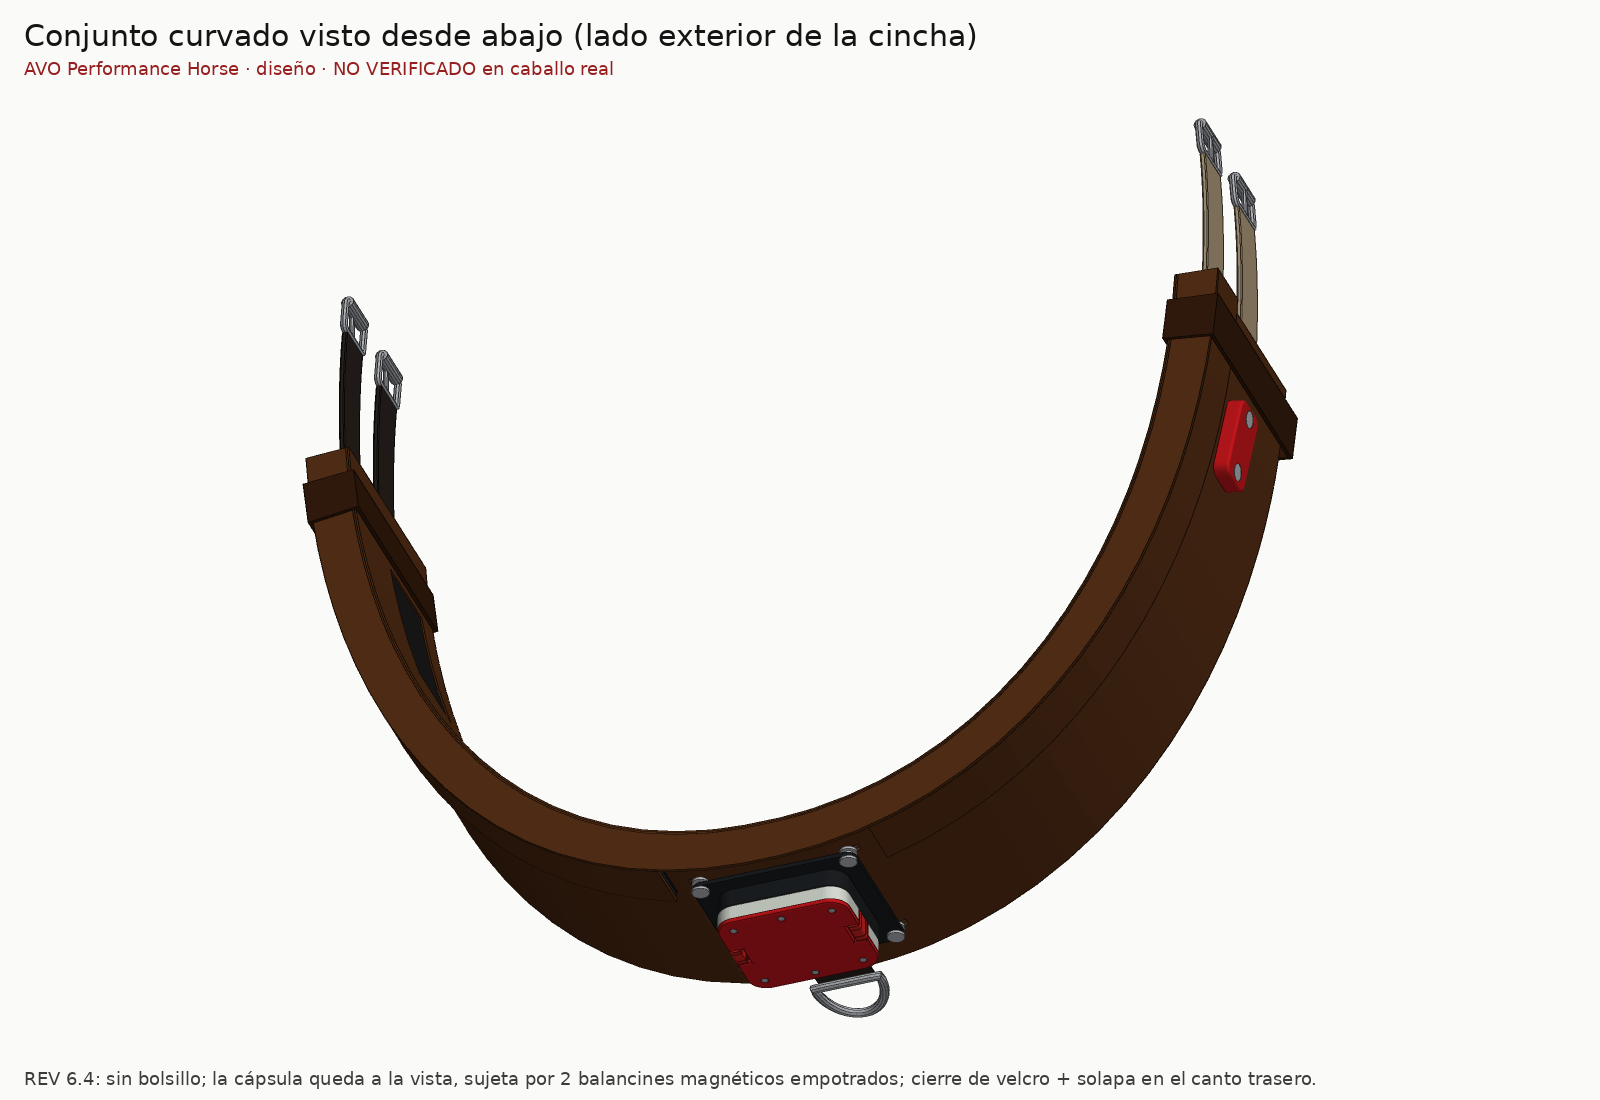 Conjunto curvado visto desde abajo (lado exterior de la cincha)
AVO Performance Horse · diseño · NO VERIFICADO en caballo real
REV 6.4: sin bolsillo; la cápsula queda a la vista, sujeta por 2 balancines magnéticos empotrados; cierre de velcro + solapa en el canto trasero.